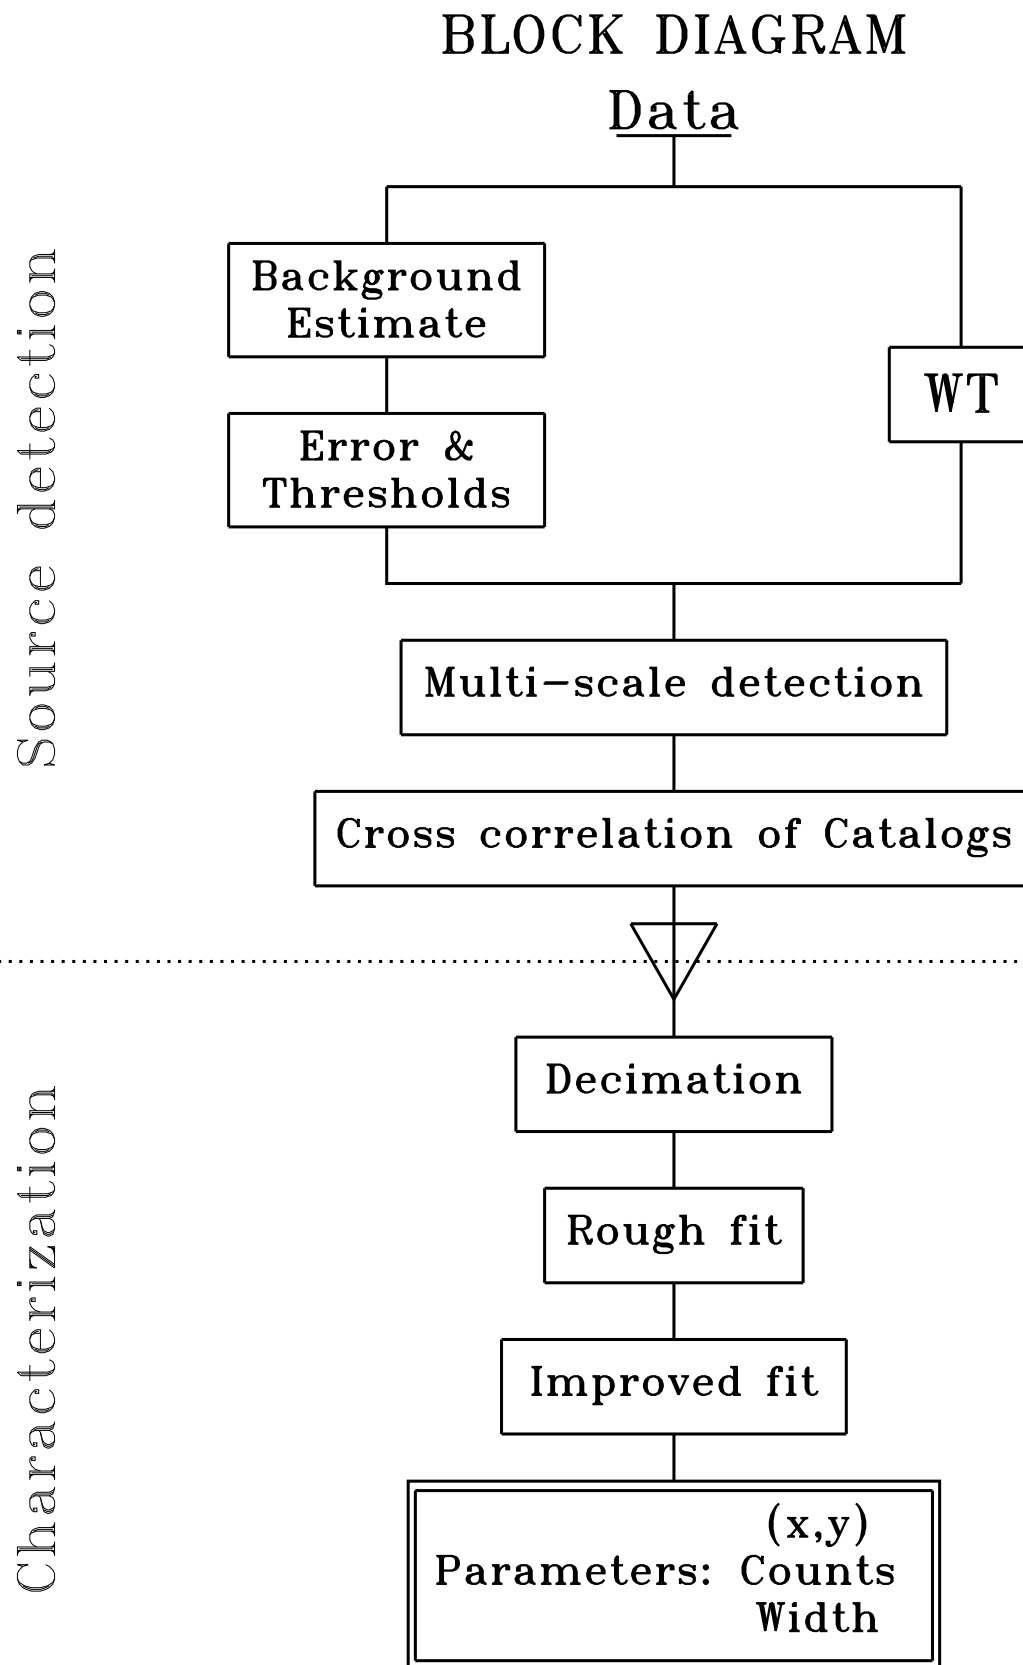 BLOCK DIAGRAM
Data
Source detection
Background
Estimate
WT
Error &
Thresholds
Multi-scale detection
Cross correlation of Catalogs
Characterization
Decimation
Rough fit
Improved fit
(x,y)
Parameters: Counts
Width